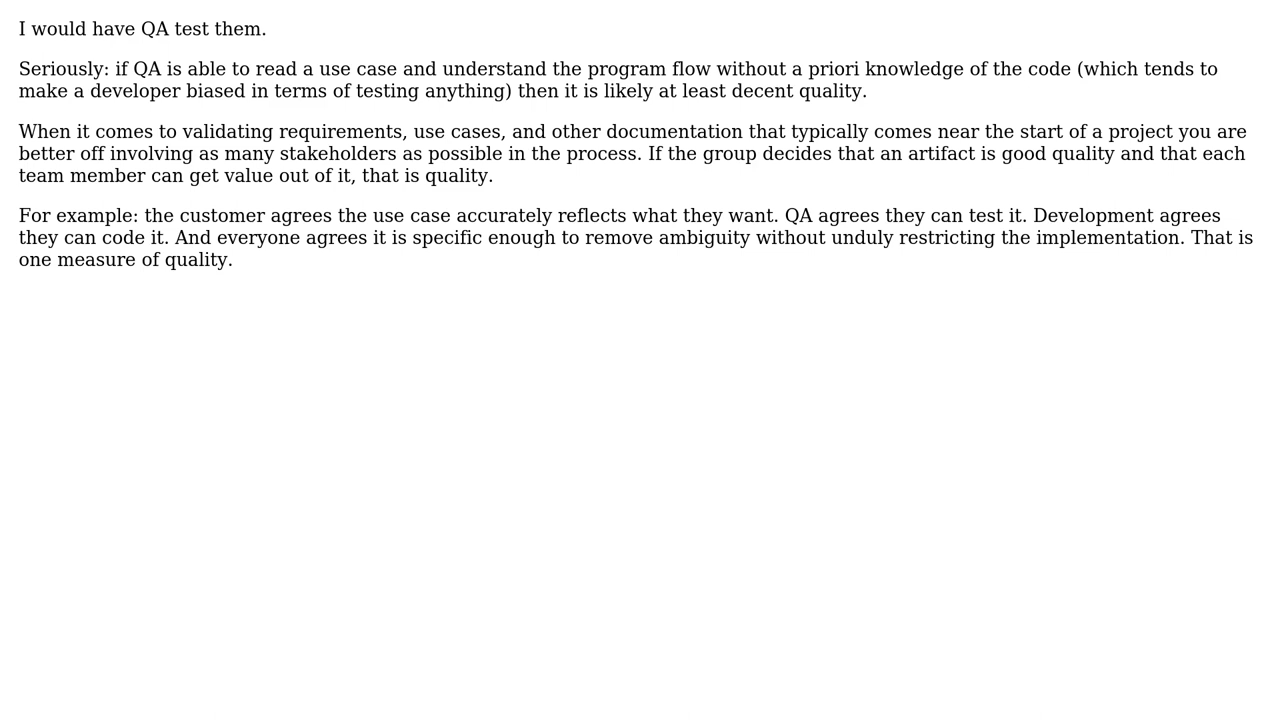 I would have QA test them.
Seriously: if QA is able to read a use case and understand the program flow without a priori knowledge of the code (which tends to
make a developer biased in terms of testing anything) then it is likely at least decent quality.
When it comes to validating requirements, use cases, and other documentation that typically comes near the start of a project you are
better off involving as many stakeholders as possible in the process. If the group decides that an artifact is good quality and that each
team member can get value out of it, that is quality.
For example: the customer agrees the use case accurately reflects what they want. QA agrees they can test it. Development agrees
they can code it. And everyone agrees it is specific enough to remove ambiguity without unduly restricting the implementation. That is
one measure of quality.